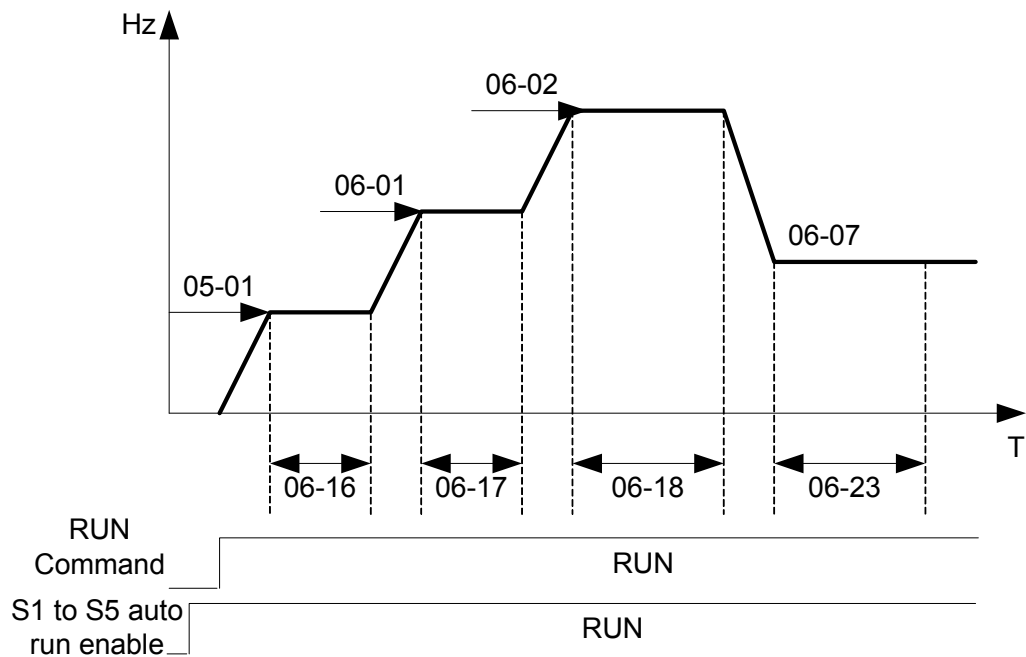 Hz
06-02
06-01
06-07
05-01
T
06-16
06-17
06-18
06-23
RUN
Command
RUN
S1 to S5 auto
run enable
RUN